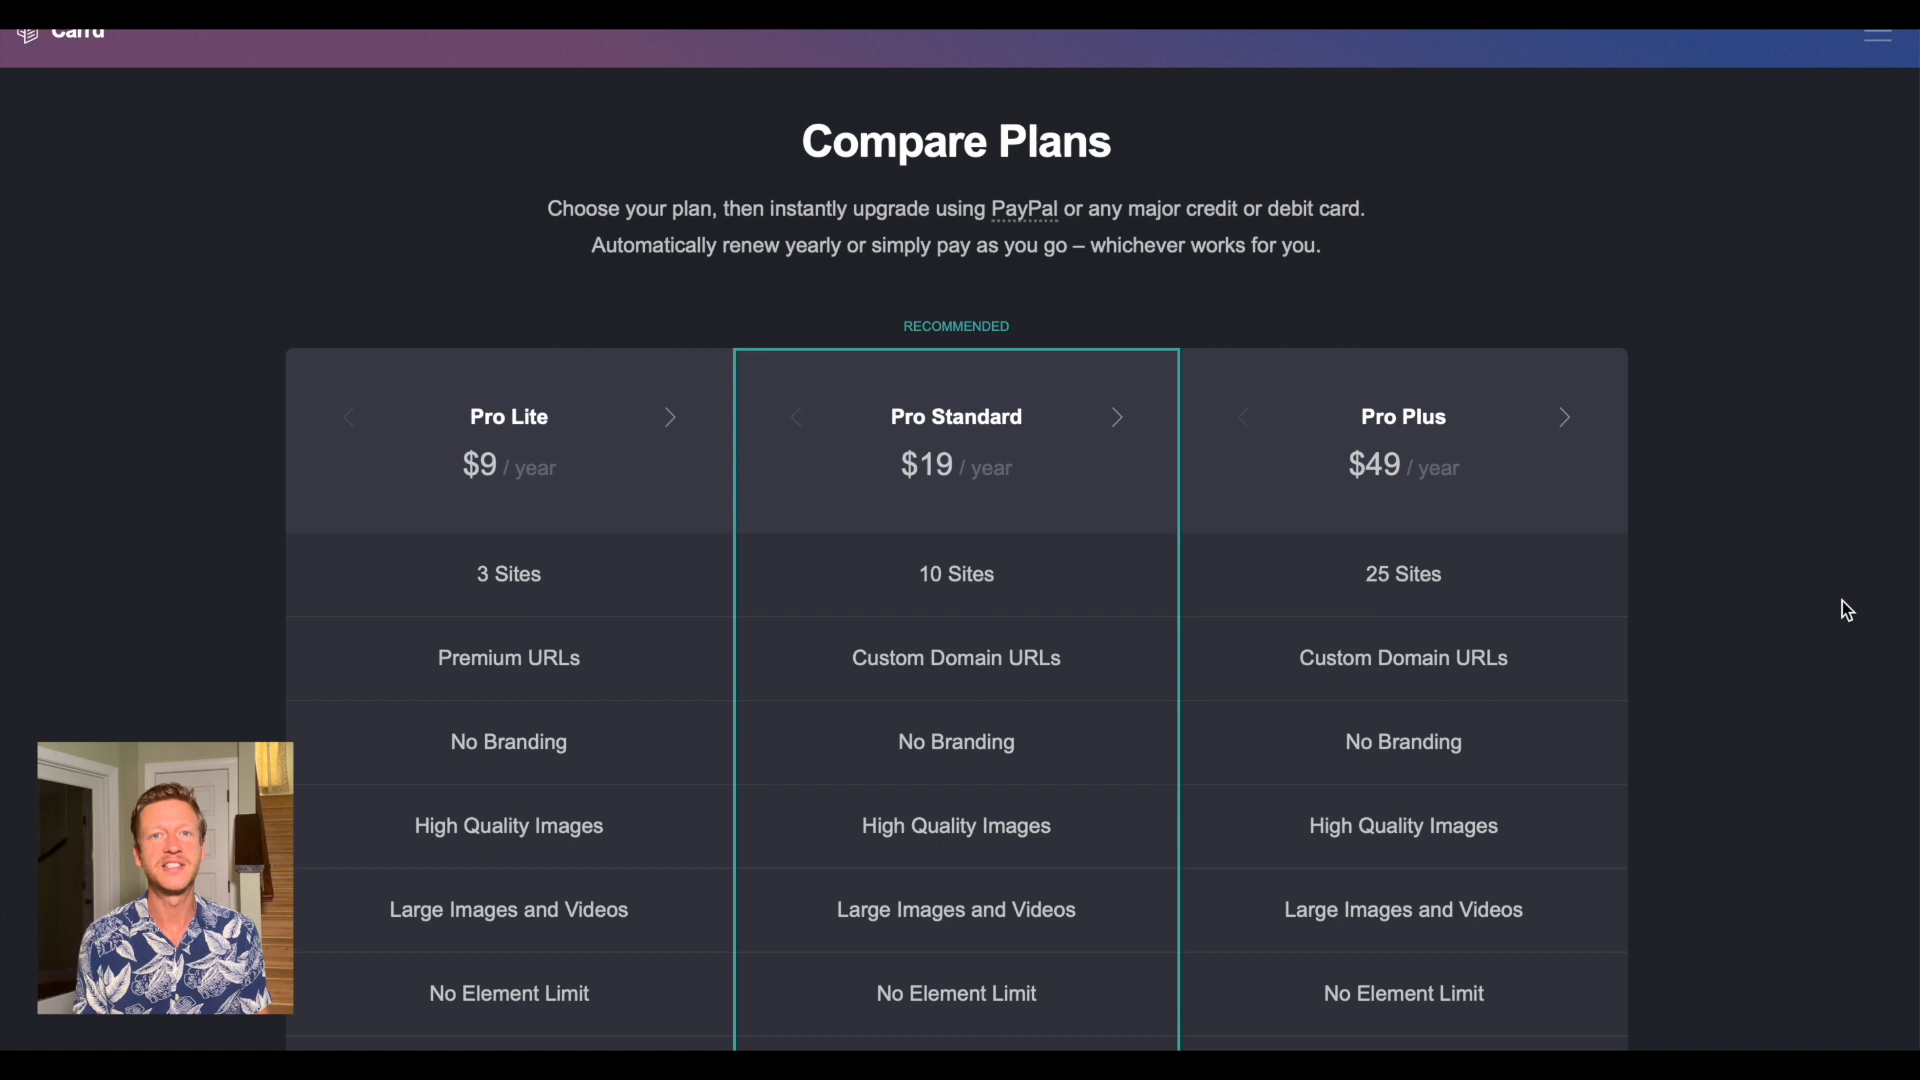 Carrd
Compare Plans
Choose your plan, then instantly upgrade using PayPal or any major credit or debit card.
Automatically renew yearly or simply pay as you go – whichever works for you.
RECOMMENDED
Pro Lite
$9 / year
3 Sites
Premium URLs
No Branding
High Quality Images
Large Images and Videos
No Element Limit
Pro Standard
$19 / year
10 Sites
Custom Domain URLs
No Branding
High Quality Images
Large Images and Videos
No Element Limit
Pro Plus
$49 / year
25 Sites
Custom Domain URLs
No Branding
High Quality Images
Large Images and Videos
No Element Limit